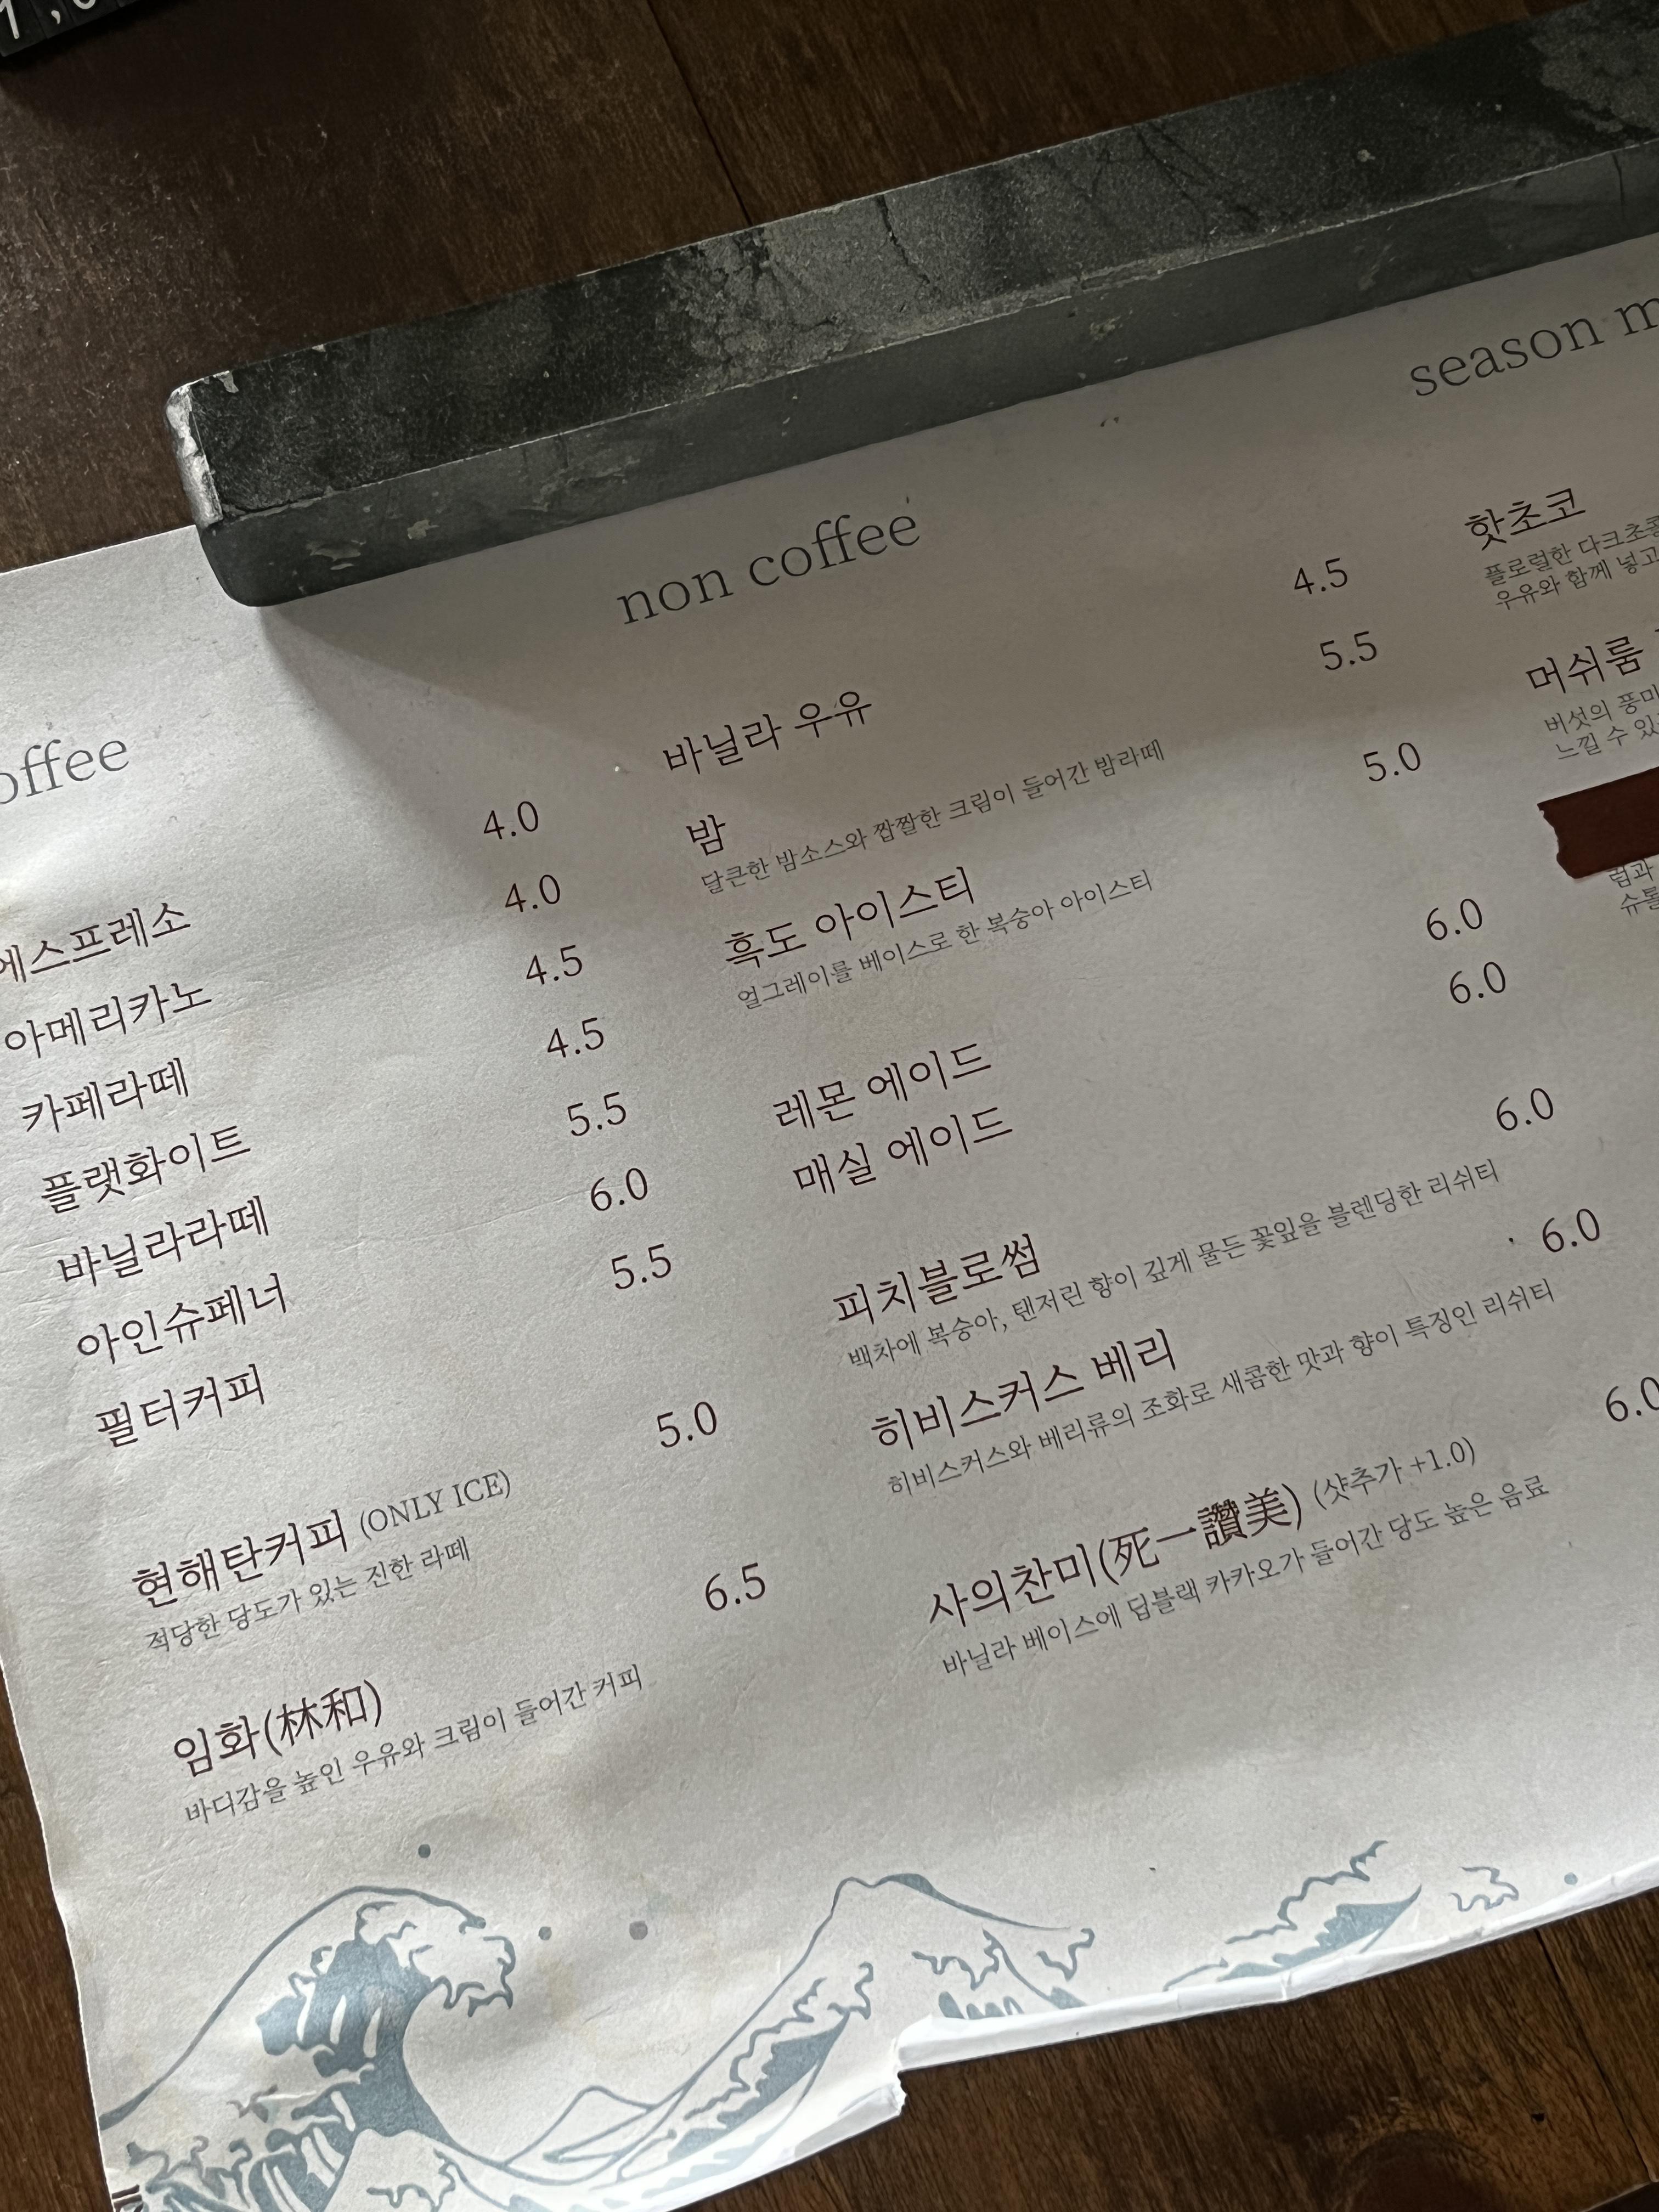 coffee
에스프레소 4.0
아메리카노 4.0
카페라떼 4.5
플랫화이트 4.5
바닐라라떼 5.5
아인슈페너 6.0
필터커피 5.5
현해탄커피 (ONLY ICE) 5.0
적당한 당도가 있는 진한 라떼
임화(林和) 6.5
바디감을 높인 우유와 크림이 들어간 커피
non coffee
바닐라 우유 4.5
밤 5.5
달큰한 밤소스와 짭짤한 크림이 들어간 밤라떼
흑도 아이스티 5.0
얼그레이를 베이스로 한 복숭아 아이스티
레몬 에이드 6.0
매실 에이드 6.0
피치블로썸 6.0
백차에 복숭아, 탠저린 향이 깊게 물든 꽃잎을 블렌딩한 리쉬티
히비스커스 베리 6.0
히비스커스와 베리류의 조화로 새콤한 맛과 향이 특징인 리쉬티
사의찬미(死一讚美) (샷추가 +1.0) 6.0
바닐라 베이스에 딥블랙 카카오가 들어간 당도 높은 음료
season
핫초코
플로럴한 다크초콩
우유와 함께 넣고
머쉬룸
버섯의 풍미
느낄 수 있
럼과